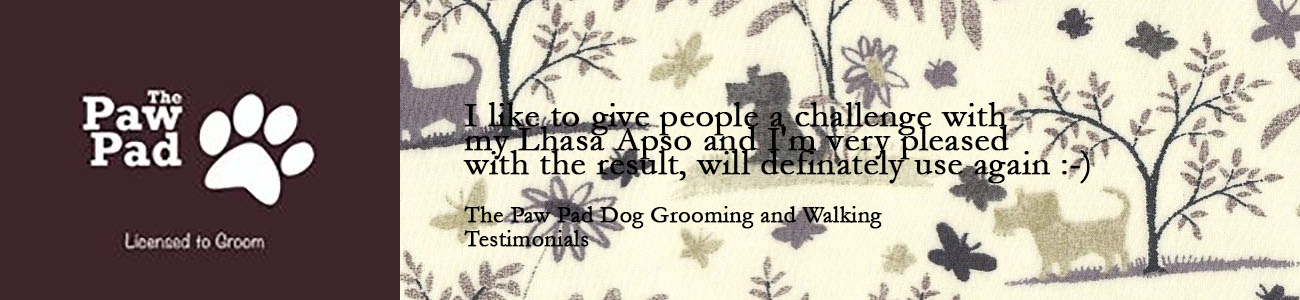 The
Paw
Pad
Licensed to Groom
I like to give people a challenge with
my Lhasa Apso and I'm very pleased
with the result, will definately use again :-)
The Paw Pad Dog Grooming and Walking
Testimonials